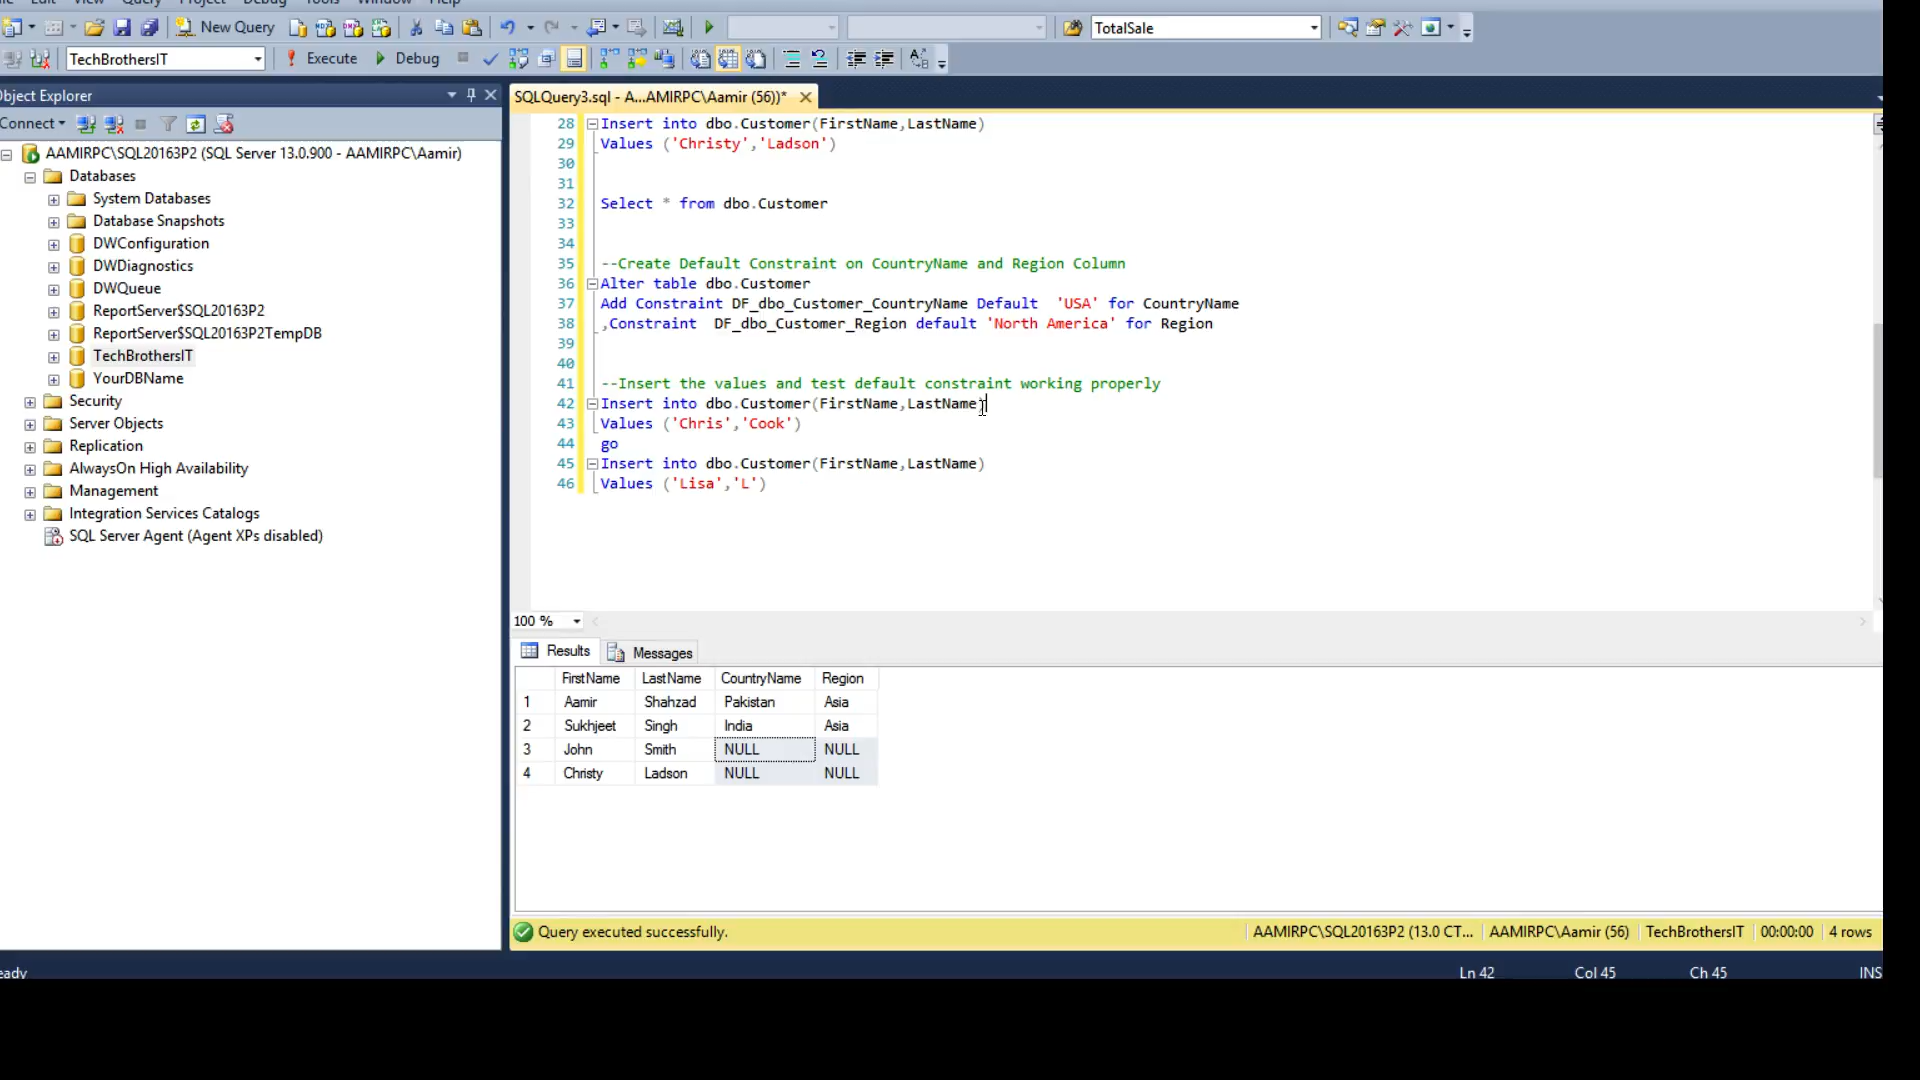 Edit View Query Project Debug Tools Window Help
New Query TotalSale
TechBrothersIT Execute Debug
Object Explorer
Connect
AAMIRPC\SQL20163P2 (SQL Server 13.0.900 - AAMIRPC\Aamir)
Databases
System Databases
Database Snapshots
DWConfiguration
DWDiagnostics
DWQueue
ReportServer$SQL20163P2
ReportServer$SQL20163P2TempDB
TechBrothersIT
YourDBName
Security
Server Objects
Replication
AlwaysOn High Availability
Management
Integration Services Catalogs
SQL Server Agent (Agent XPs disabled)
SQLQuery3.sql - A...AMIRPC\Aamir (56))*
28 Insert into dbo.Customer(FirstName,LastName)
29 Values ('Christy','Ladson')
30
31
32 Select * from dbo.Customer
33
34
35 --Create Default Constraint on CountryName and Region Column
36 Alter table dbo.Customer
37 Add Constraint DF_dbo_Customer_CountryName Default  'USA' for CountryName
38 ,Constraint  DF_dbo_Customer_Region default 'North America' for Region
39
40
41 --Insert the values and test default constraint working properly
42 Insert into dbo.Customer(FirstName,LastName)
43 Values ('Chris','Cook')
44 go
45 Insert into dbo.Customer(FirstName,LastName)
46 Values ('Lisa','L')
100 %
Results Messages
FirstName LastName CountryName Region
1 Aamir Shahzad Pakistan Asia
2 Sukhjeet Singh India Asia
3 John Smith NULL NULL
4 Christy Ladson NULL NULL
Query executed successfully. AAMIRPC\SQL20163P2 (13.0 CT... AAMIRPC\Aamir (56) TechBrothersIT 00:00:00 4 rows
eady Ln 42 Col 45 Ch 45 INS